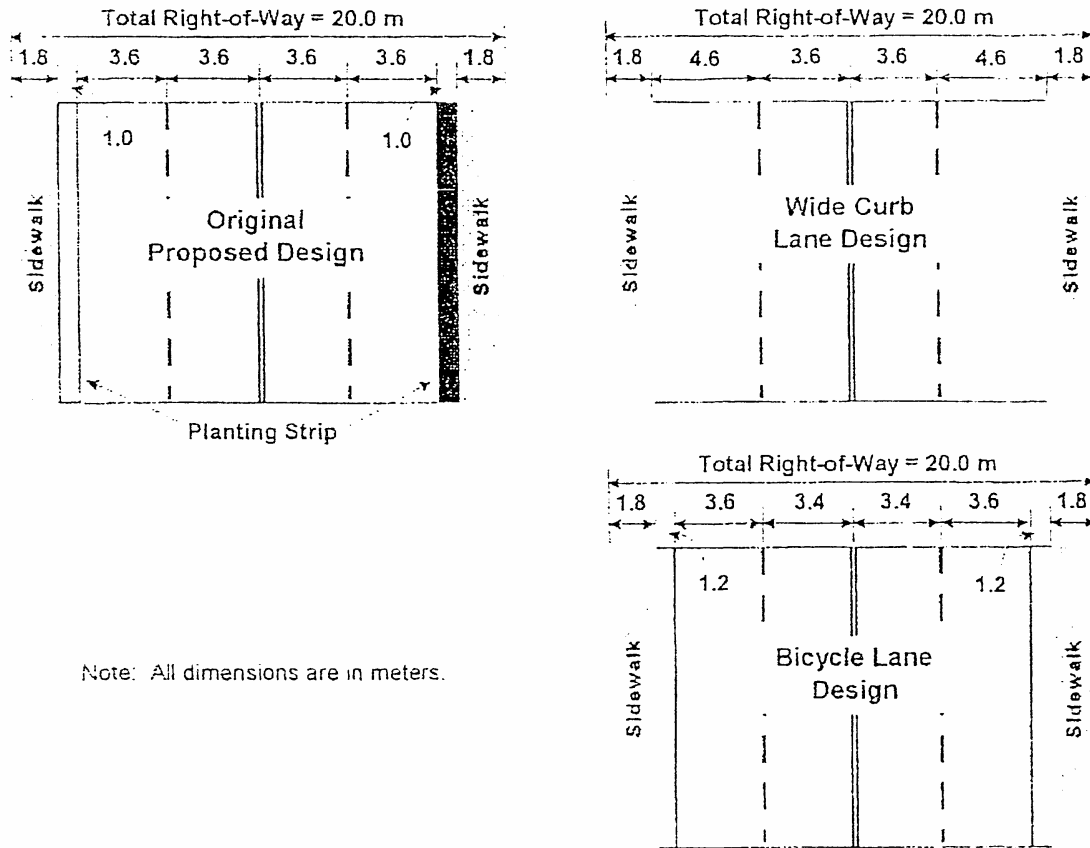 Total Right-of-Way = 20.0 m
1.8 3.6 3.6 3.6 3.6 1.8
1.0 1.0
Sidewalk
Original
Proposed Design
Sidewalk
Planting Strip
Total Right-of-Way = 20.0 m
1.8 4.6 3.6 3.6 4.6 1.8
Sidewalk
Wide Curb
Lane Design
Sidewalk
Total Right-of-Way = 20.0 m
1.8 3.6 3.4 3.4 3.6 1.8
1.2 1.2
Sidewalk
Bicycle Lane
Design
Sidewalk
Note: All dimensions are in meters.